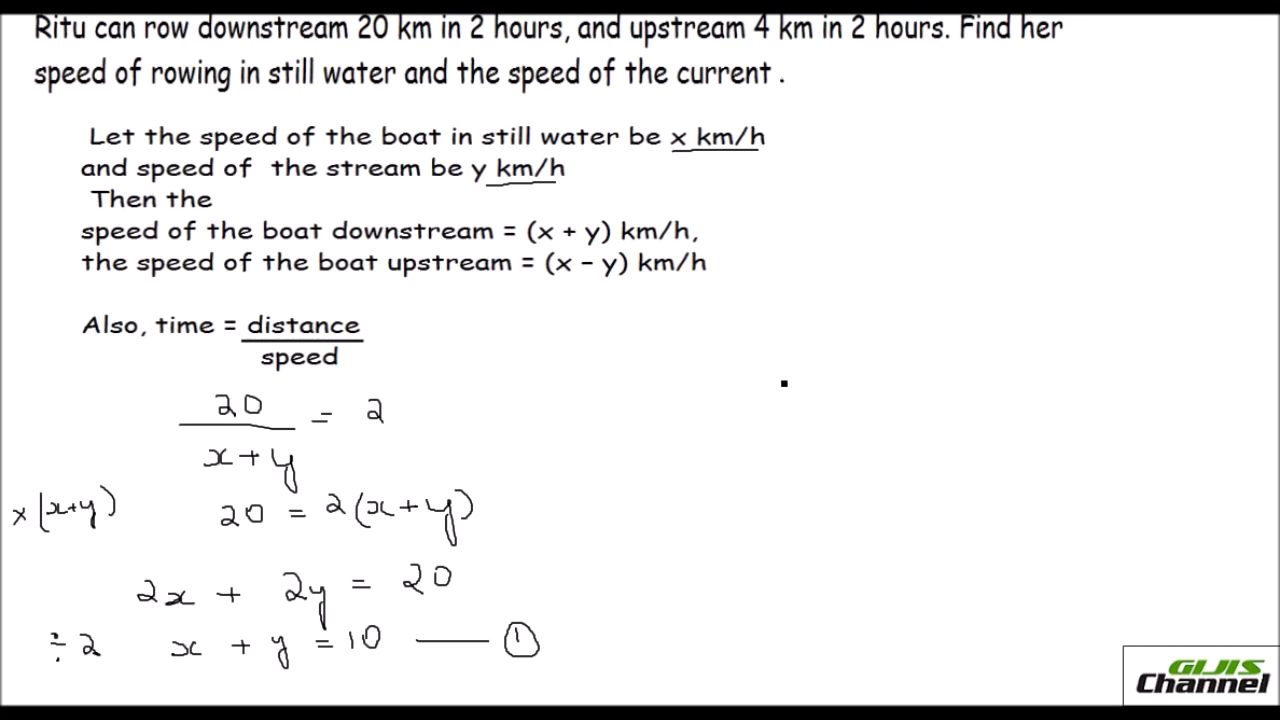 Ritu can row downstream 20 km in 2 hours, and upstream 4 km in 2 hours. Find her
speed of rowing in still water and the speed of the current .
Let the speed of the boat in still water be x km/h
and speed of the stream be y km/h
Then the
speed of the boat downstream = (x + y) km/h,
the speed of the boat upstream = (x – y) km/h
Also, time = distance
speed
20 = 2
x + y
× (x+y) 20 = 2 (x + y)
2x + 2y = 20
÷ 2 x + y = 10 —— ①
GIJIS
Channel